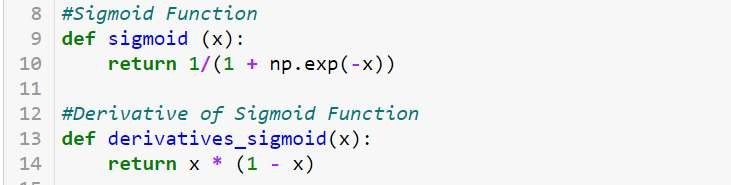 8 #Sigmoid Function
9 def sigmoid (x):
10     return 1/(1 + np.exp(-x))
11
12 #Derivative of Sigmoid Function
13 def derivatives_sigmoid(x):
14     return x * (1 - x)